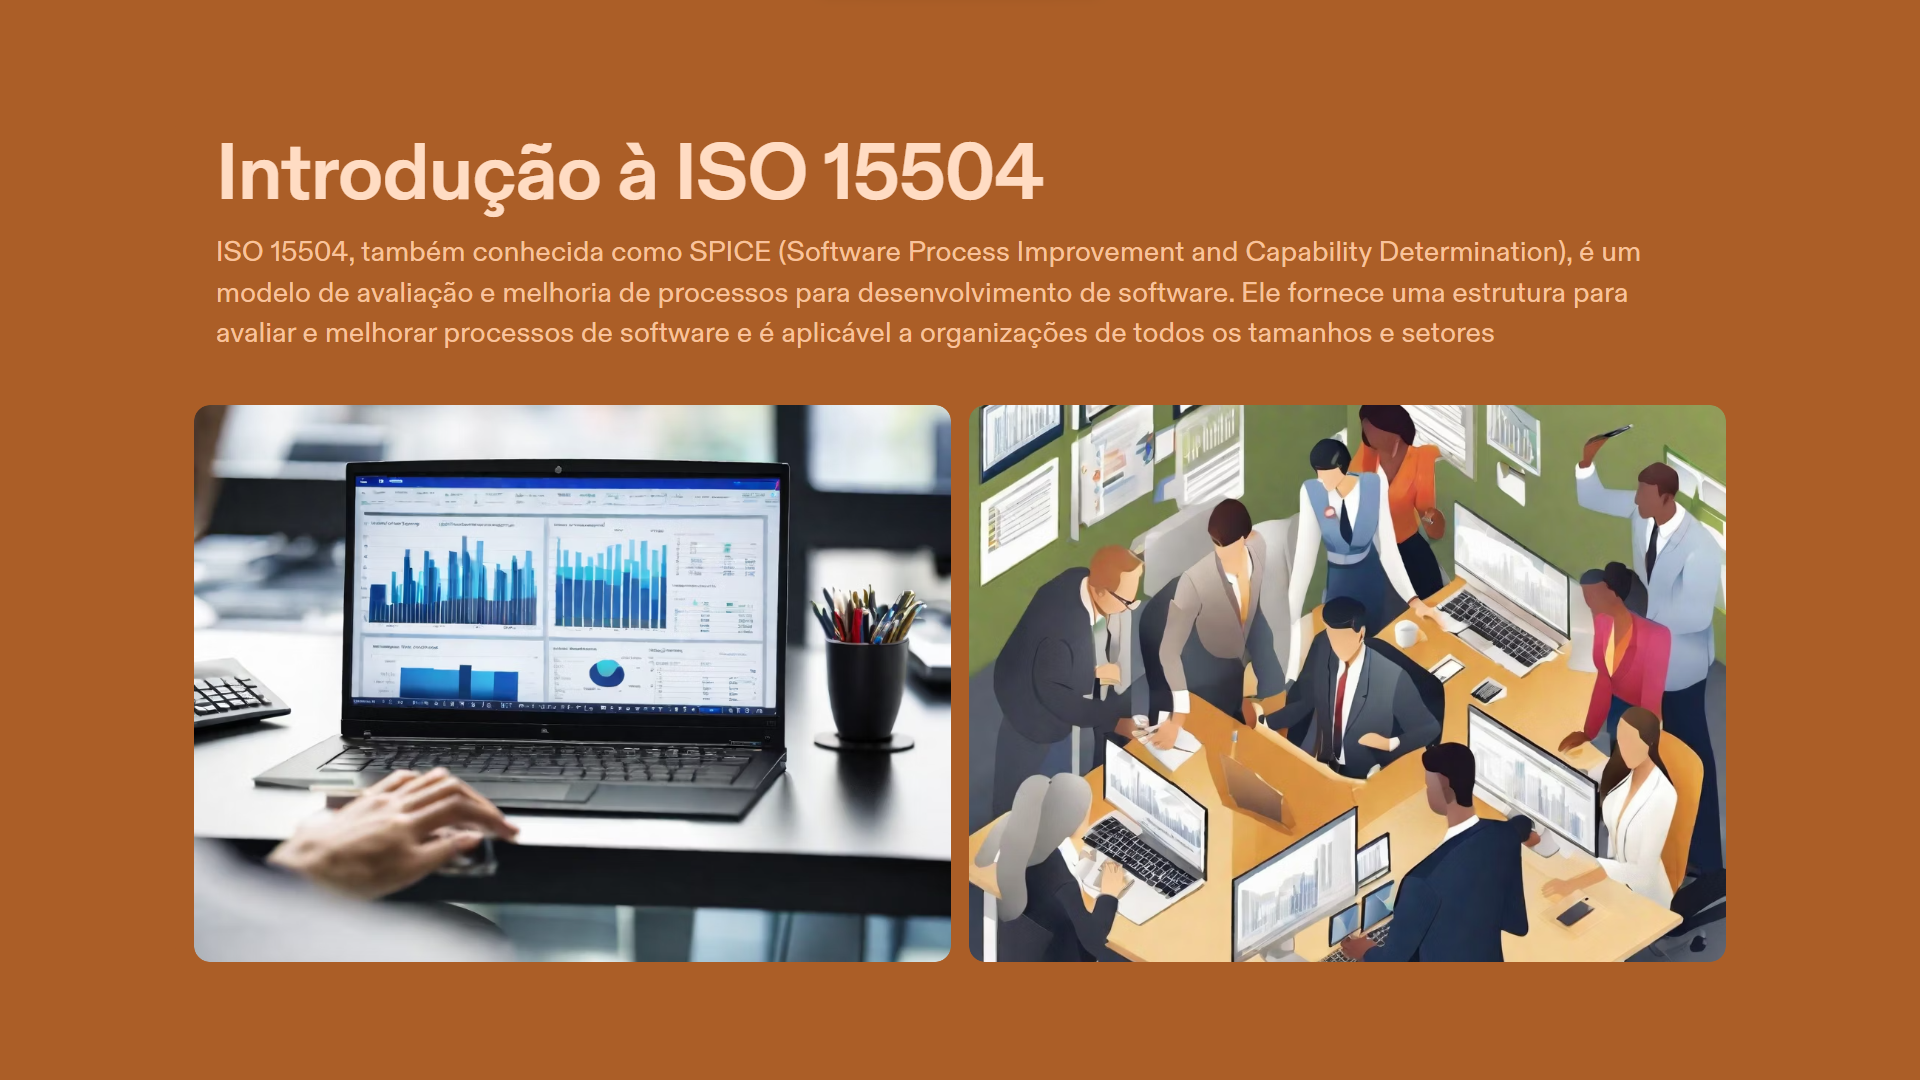 Introdução à ISO 15504
ISO 15504, também conhecida como SPICE (Software Process Improvement and Capability Determination), é um
modelo de avaliação e melhoria de processos para desenvolvimento de software. Ele fornece uma estrutura para
avaliar e melhorar processos de software e é aplicável a organizações de todos os tamanhos e setores